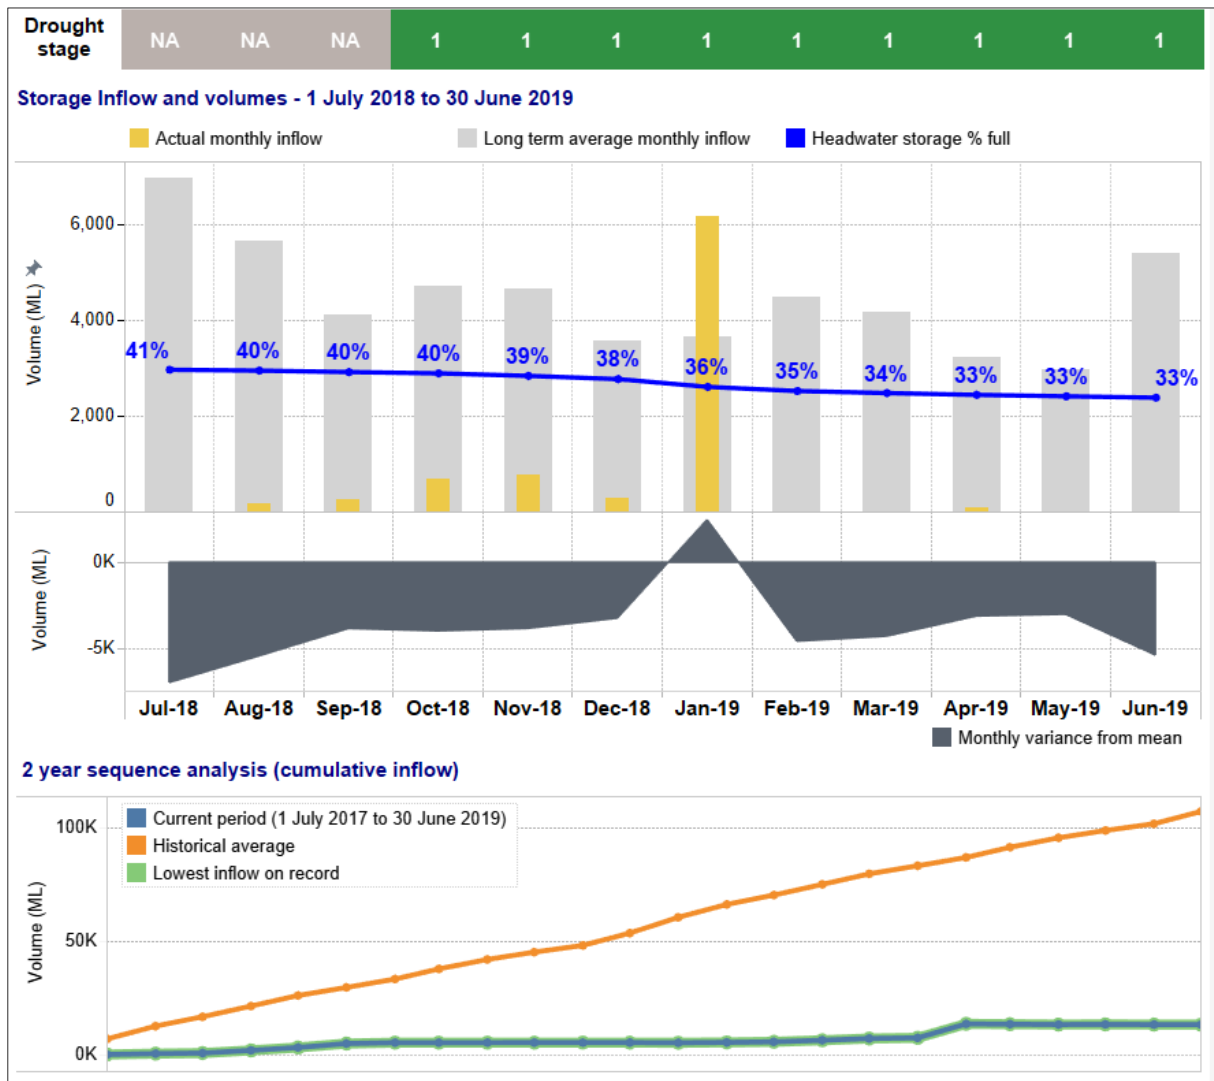 Drought stage NA NA NA 1 1 1 1 1 1 1 1 1
Storage Inflow and volumes - 1 July 2018 to 30 June 2019
Actual monthly inflow Long term average monthly inflow Headwater storage % full
Volume (ML)
6,000
4,000
2,000
0
41% 40% 40% 40% 39% 38% 36% 35% 34% 33% 33% 33%
Volume (ML)
0K
-5K
Jul-18 Aug-18 Sep-18 Oct-18 Nov-18 Dec-18 Jan-19 Feb-19 Mar-19 Apr-19 May-19 Jun-19
Monthly variance from mean
2 year sequence analysis (cumulative inflow)
Current period (1 July 2017 to 30 June 2019)
Historical average
Lowest inflow on record
Volume (ML)
100K
50K
0K